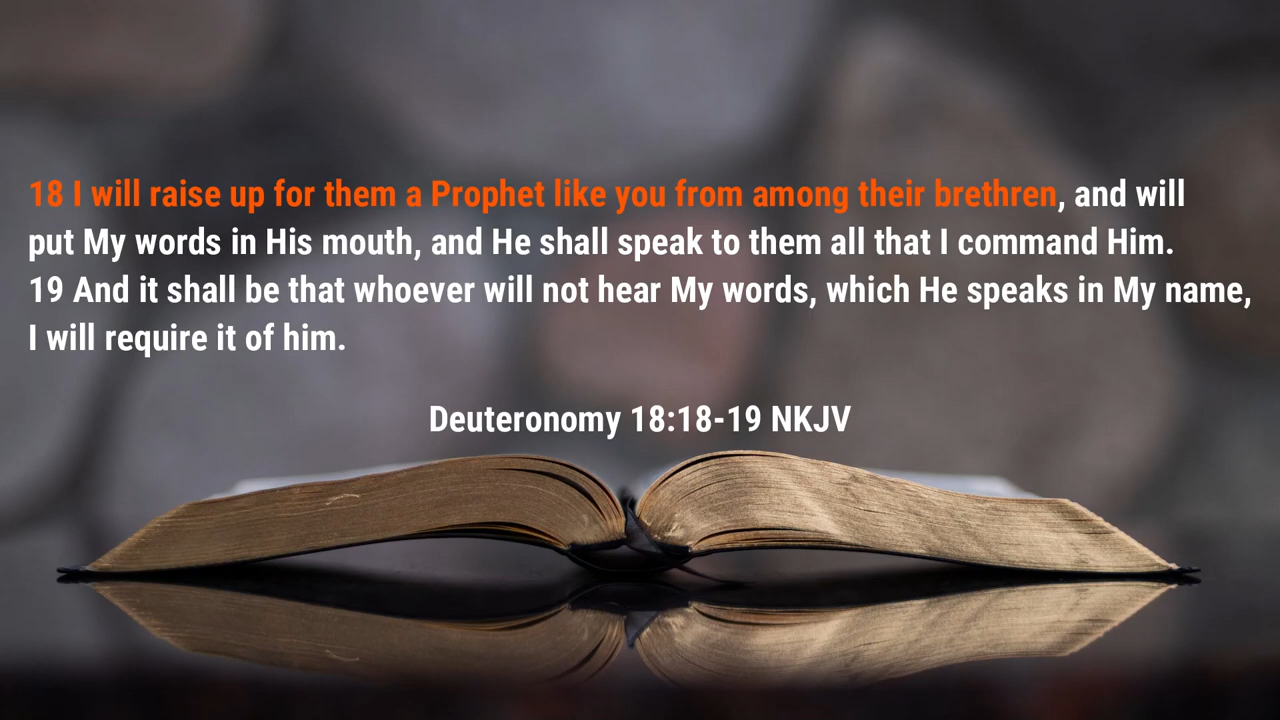 18 I will raise up for them a Prophet like you from among their brethren, and will
put My words in His mouth, and He shall speak to them all that I command Him.
19 And it shall be that whoever will not hear My words, which He speaks in My name,
I will require it of him.
Deuteronomy 18:18-19 NKJV